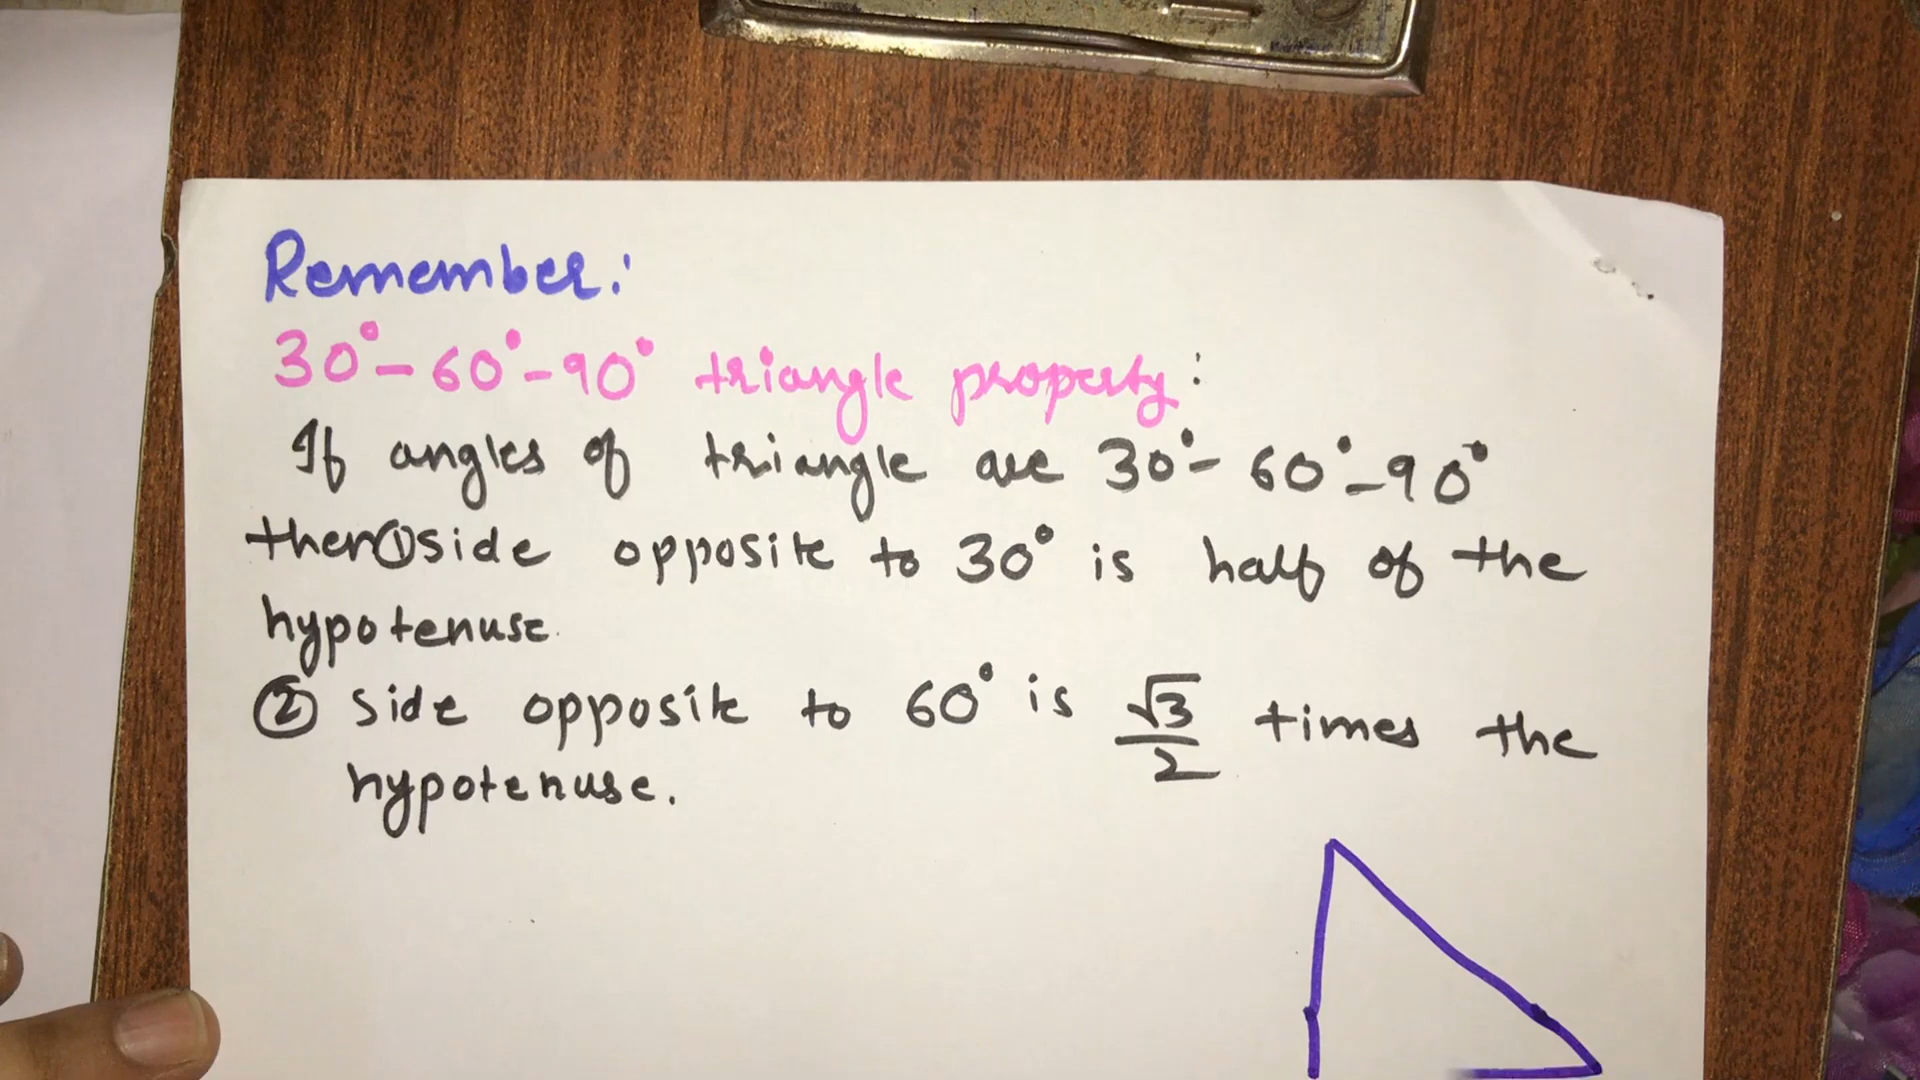 Remember:
30°-60°-90° triangle property:
If angles of triangle are 30°-60°-90°
then ① side opposite to 30° is half of the
hypotenuse.
② side opposite to 60° is √3/2 times the
hypotenuse.